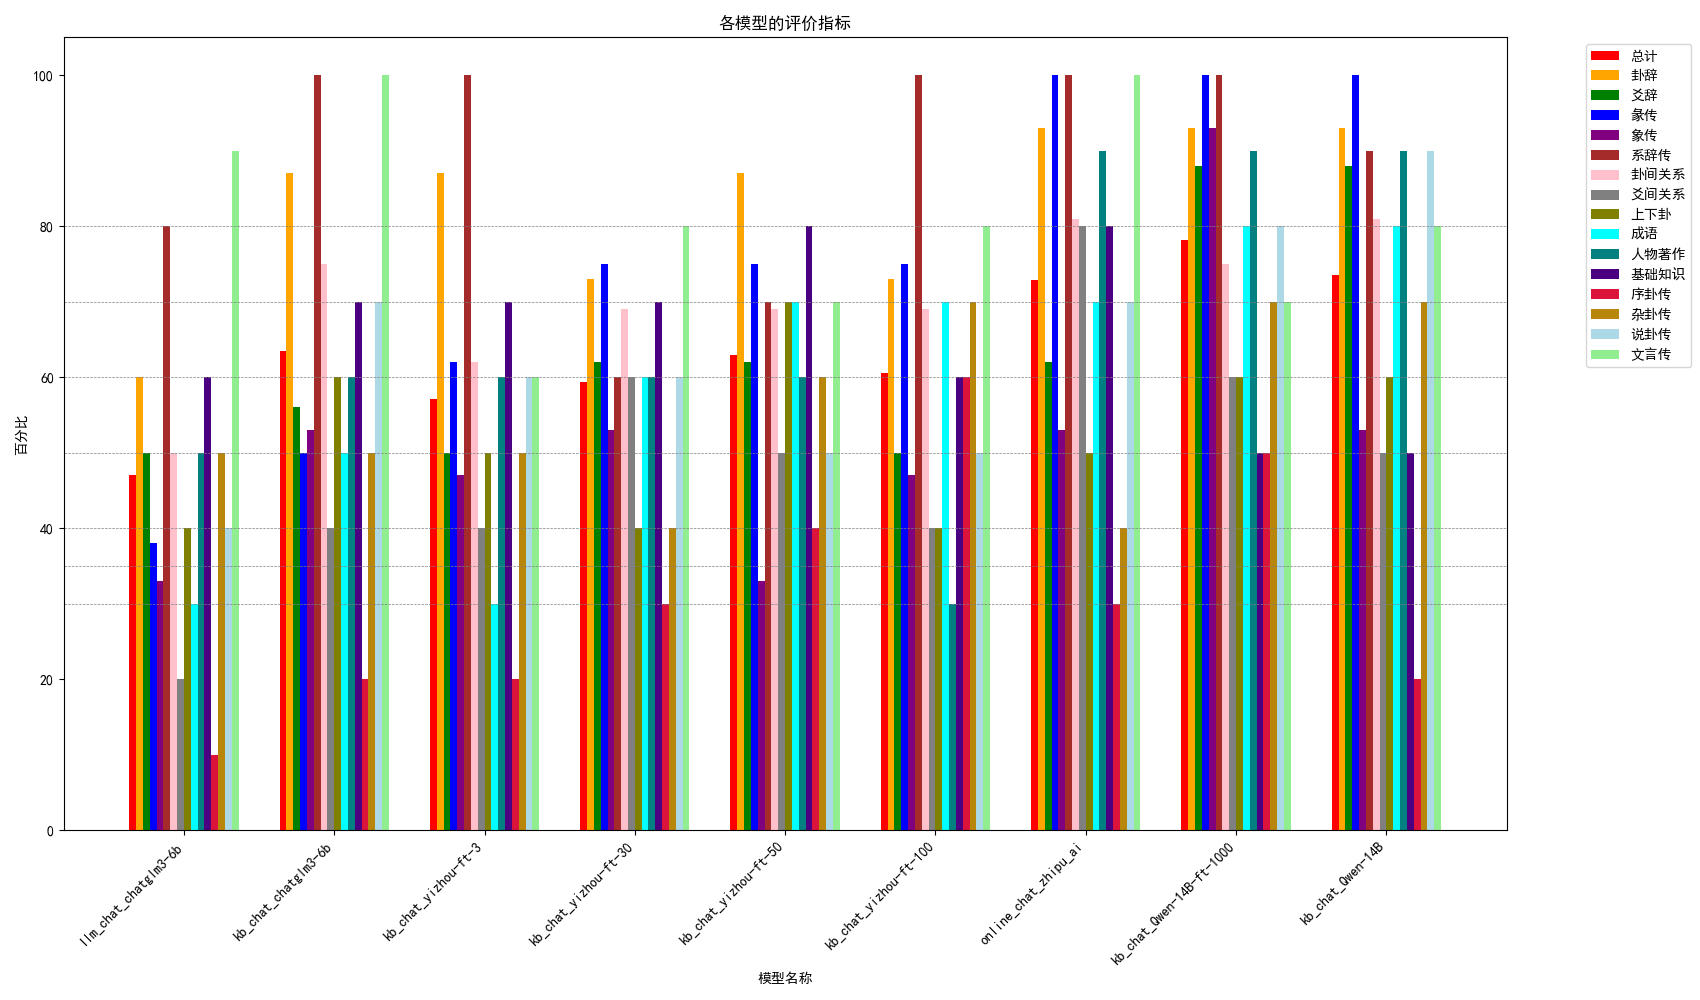 各模型的评价指标
总计
卦辞
爻辞
彖传
象传
系辞传
卦间关系
爻间关系
上下卦
成语
人物著作
基础知识
序卦传
杂卦传
说卦传
文言传
百分比
100
80
60
40
20
0
llm_chat_chatglm3-6b
kb_chat_chatglm3-6b
kb_chat_yizhou-ft-3
kb_chat_yizhou-ft-30
kb_chat_yizhou-ft-50
kb_chat_yizhou-ft-100
online_chat_zhipu_ai
kb_chat_Qwen-14B-ft-1000
kb_chat_Qwen-14B
模型名称